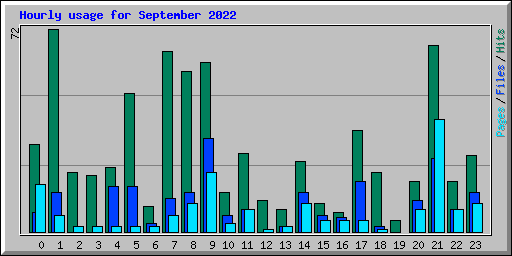 Hourly usage for September 2022
72
Pages / Files / Hits
0 1 2 3 4 5 6 7 8 9 10 11 12 13 14 15 16 17 18 19 20 21 22 23